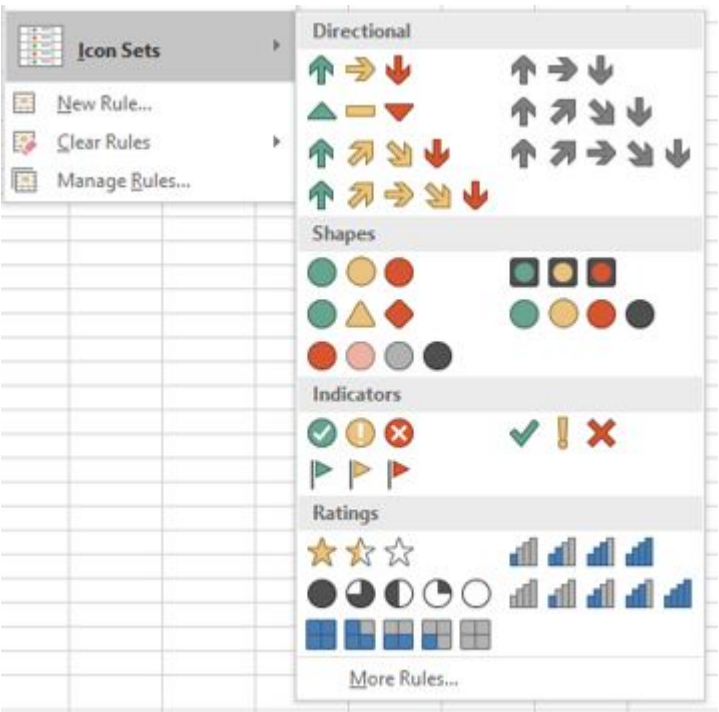 Icon Sets
New Rule...
Clear Rules
Manage Rules...
Directional
Shapes
Indicators
Ratings
More Rules...